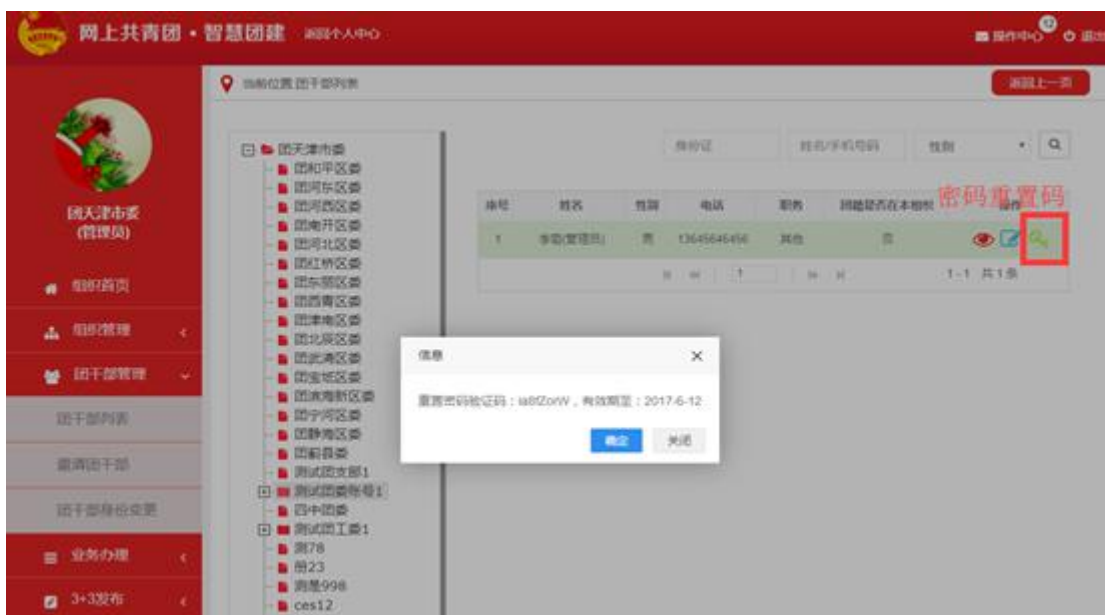 网上共青团·智慧团建 返回个人中心
操作中心 12 退出
当前位置:团干部列表 返回上一页
团天津市委
(管理员)
组织首页
组织管理
团干部管理
团干部列表
邀请团干部
团干部身份变更
业务办理
3+3发布
团天津市委
团和平区委
团河东区委
团河西区委
团南开区委
团河北区委
团红桥区委
团东丽区委
团西青区委
团津南区委
团北辰区委
团武清区委
团宝坻区委
团滨海新区委
团宁河区委
团静海区委
团蓟县委
测试团支部1
测试团委账号1
四中团委
测试团工委1
测78
册23
ces12
身份证 姓名/手机号码 性别
密码重置码
序号 姓名 性别 电话 职务 团籍是否在本组织 操作
1 李聪(管理员) 男 13645646456 其他 否
1
1-1 共1条
信息
重置密码验证码:ia8fZorW,有效期至:2017-6-12
确定 关闭